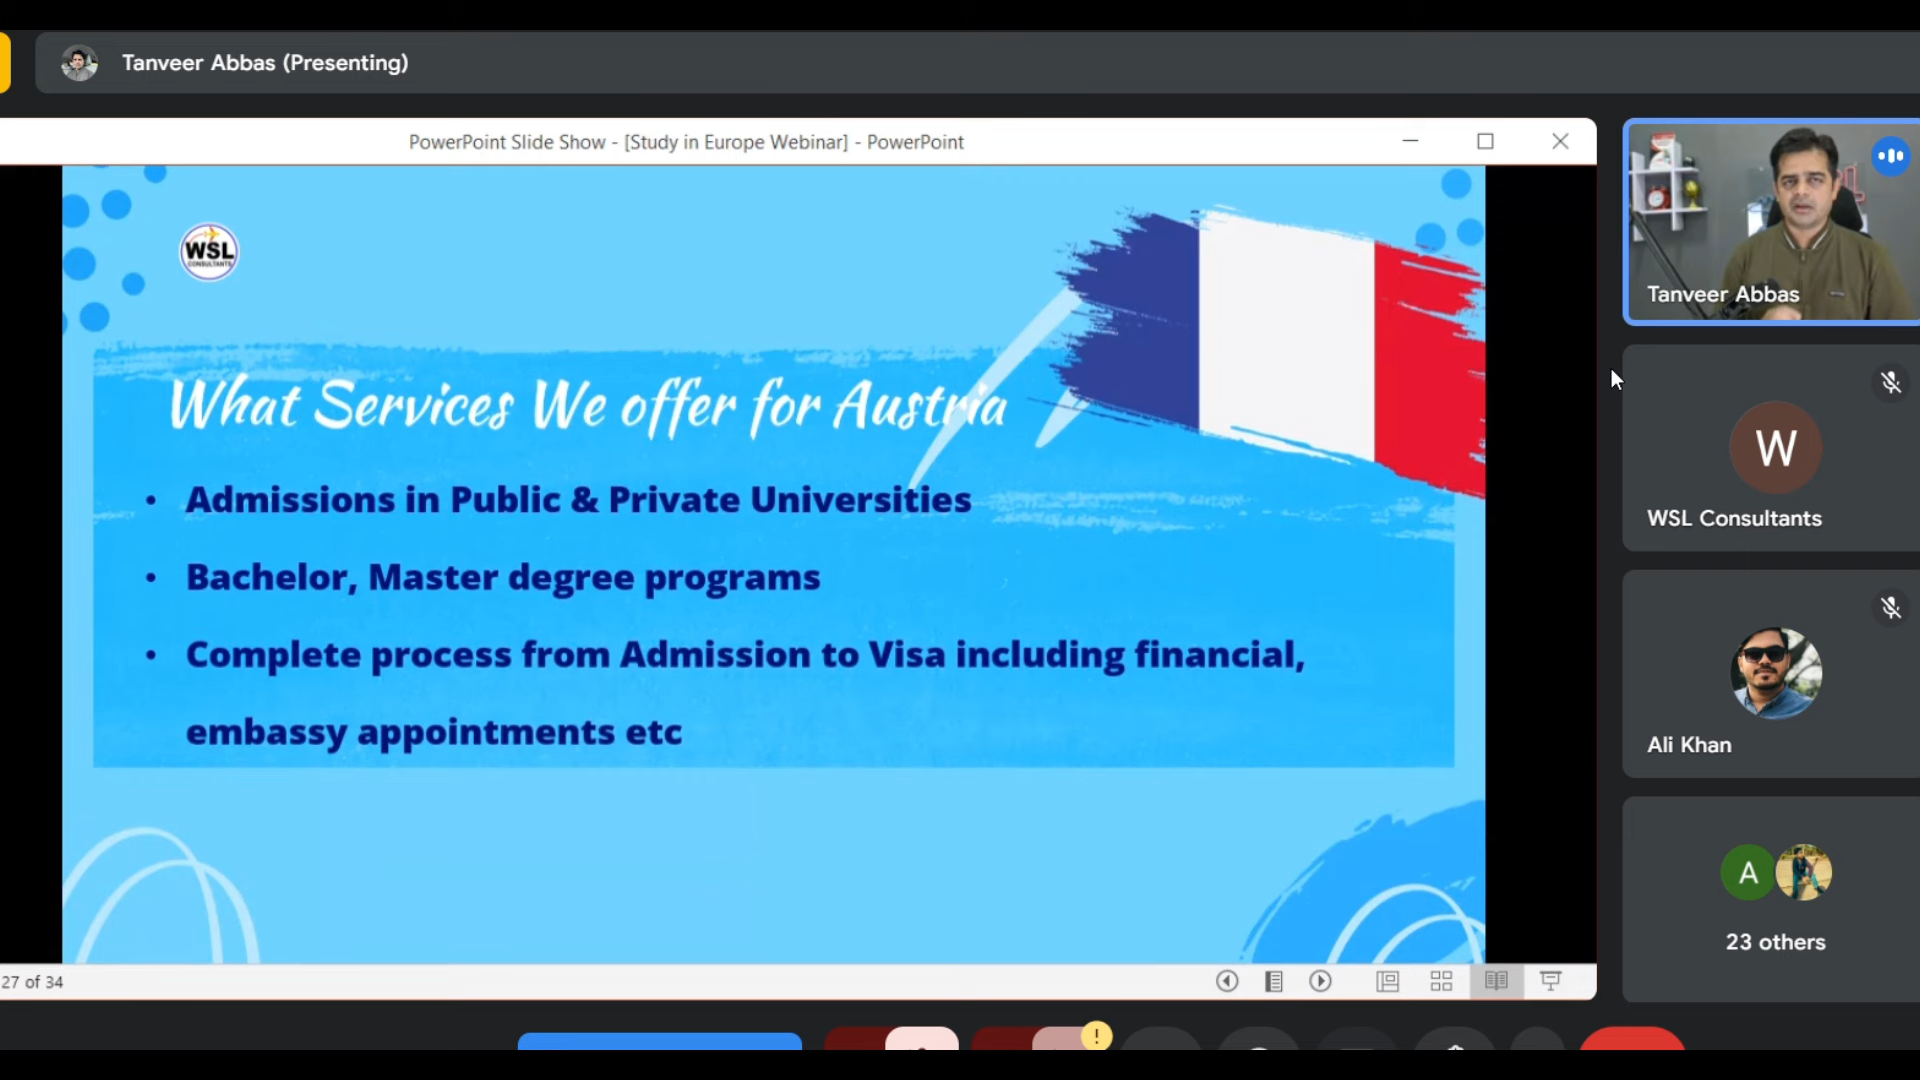 Tanveer Abbas (Presenting)
PowerPoint Slide Show - [Study in Europe Webinar] - PowerPoint
WSL
CONSULTANTS
What Services We offer for Austria
• Admissions in Public & Private Universities
• Bachelor, Master degree programs
• Complete process from Admission to Visa including financial,
embassy appointments etc
27 of 34
Tanveer Abbas
W
WSL Consultants
Ali Khan
A
23 others
!